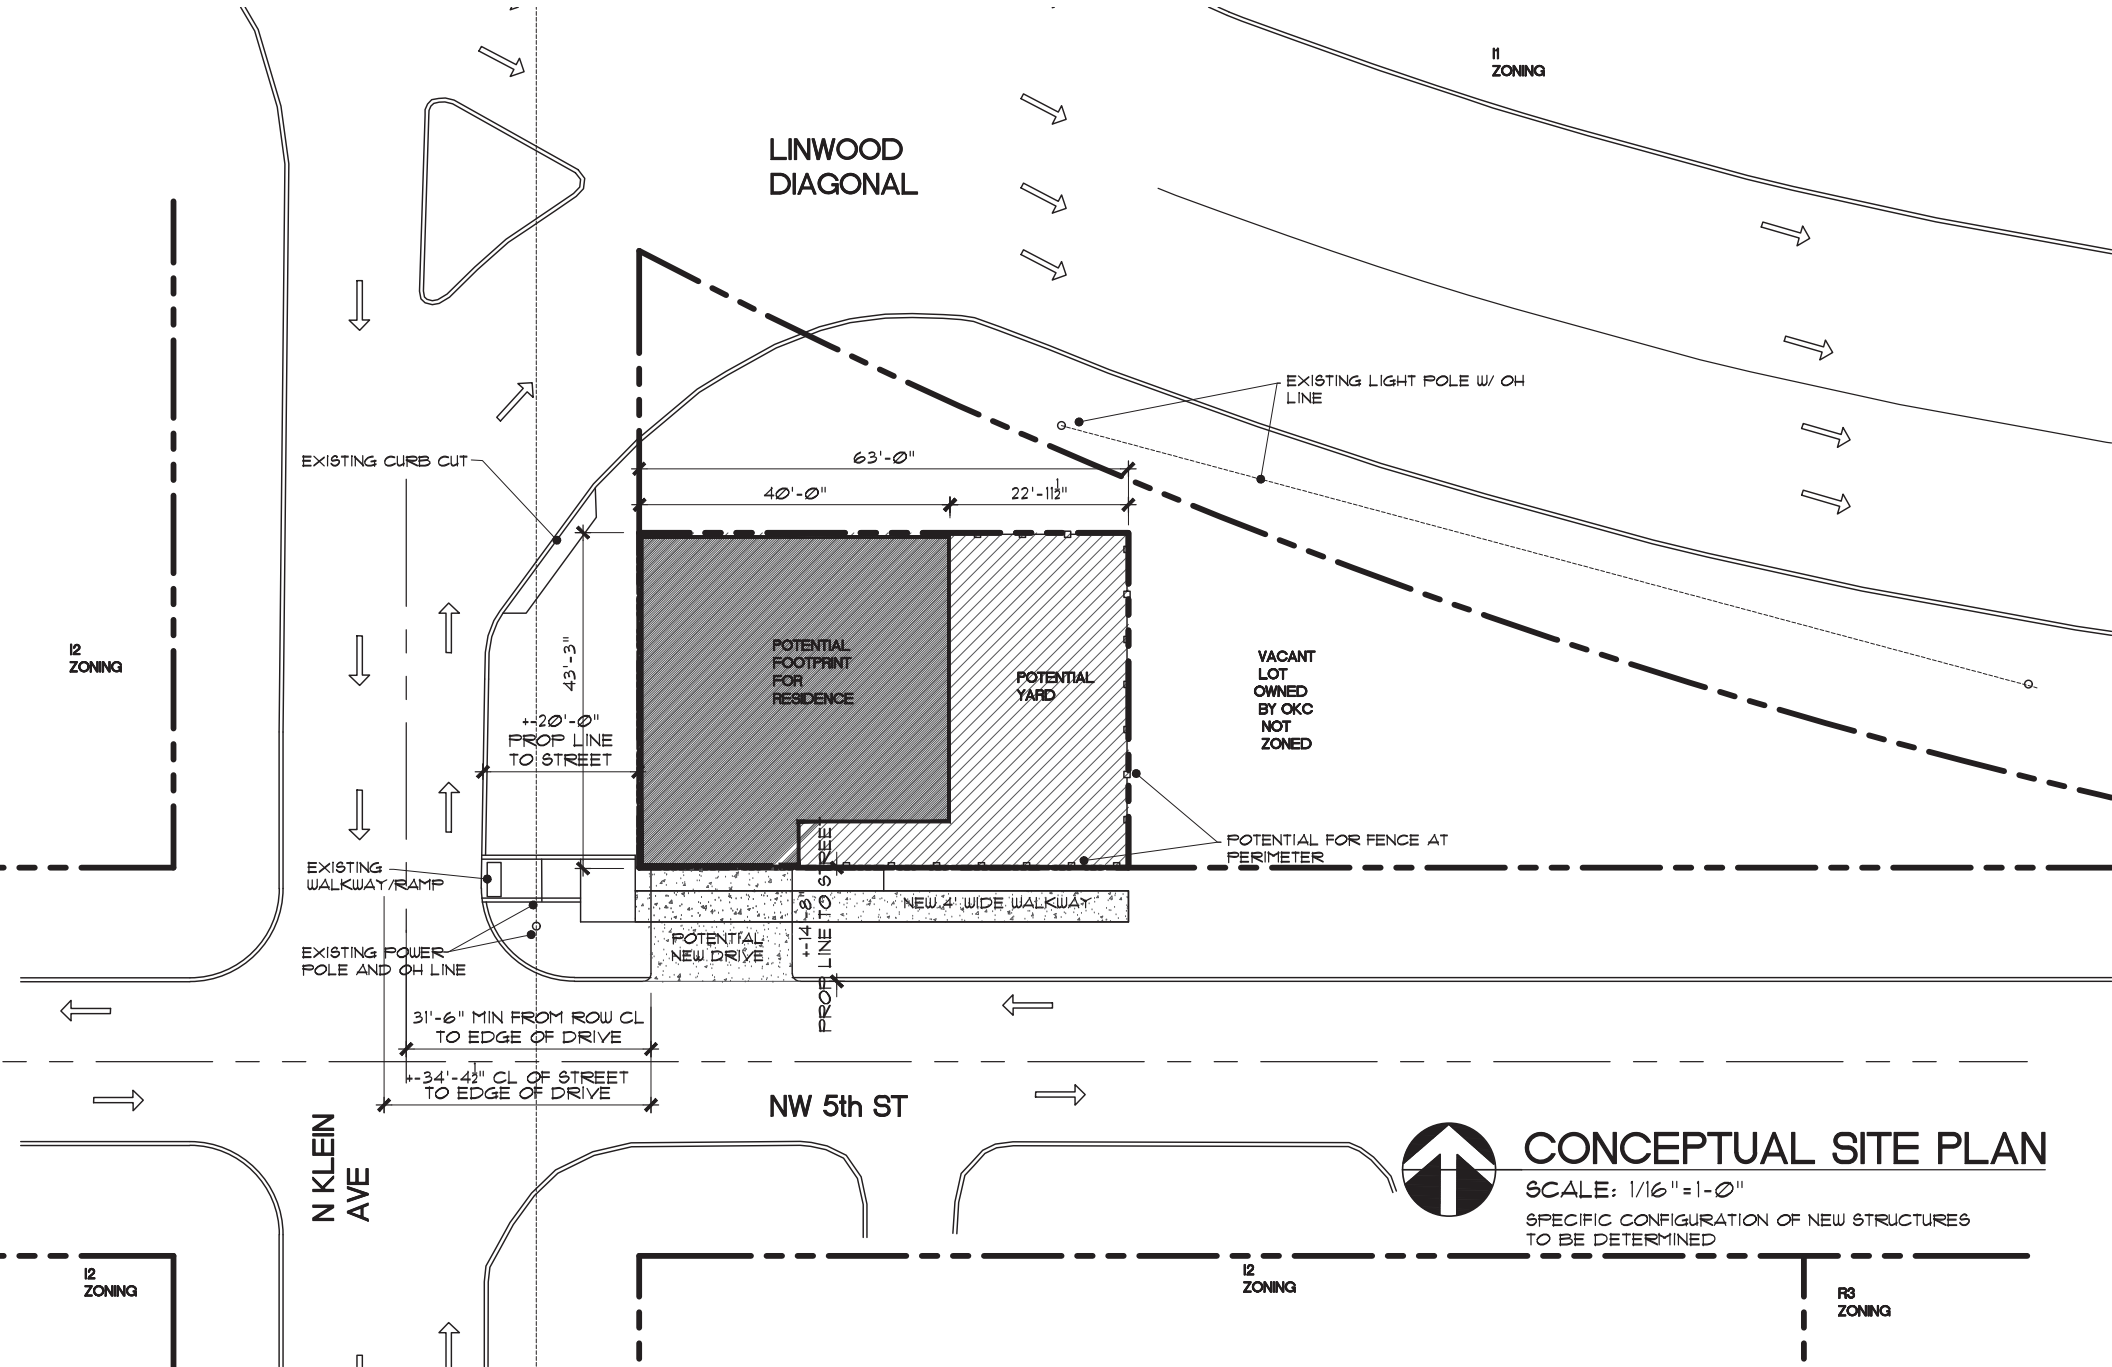 I1
ZONING
LINWOOD
DIAGONAL
EXISTING LIGHT POLE W/ OH
LINE
EXISTING CURB CUT
63'-0"
40'-0"
22'-11 1/2"
43'-3"
I2
ZONING
POTENTIAL
FOOTPRINT
FOR
RESIDENCE
POTENTIAL
YARD
VACANT
LOT
OWNED
BY OKC
NOT
ZONED
+-20'-0"
PROP LINE
TO STREET
POTENTIAL FOR FENCE AT
PERIMETER
EXISTING
WALKWAY/RAMP
NEW 4' WIDE WALKWAY
+-14'-8"
PROP LINE TO STREET
POTENTIAL
NEW DRIVE
EXISTING POWER
POLE AND OH LINE
31'-6" MIN FROM ROW CL
TO EDGE OF DRIVE
+-34'-4 1/2" CL OF STREET
TO EDGE OF DRIVE
NW 5th ST
N KLEIN
AVE
CONCEPTUAL SITE PLAN
SCALE: 1/16"=1-0"
SPECIFIC CONFIGURATION OF NEW STRUCTURES
TO BE DETERMINED
I2
ZONING
I2
ZONING
R3
ZONING